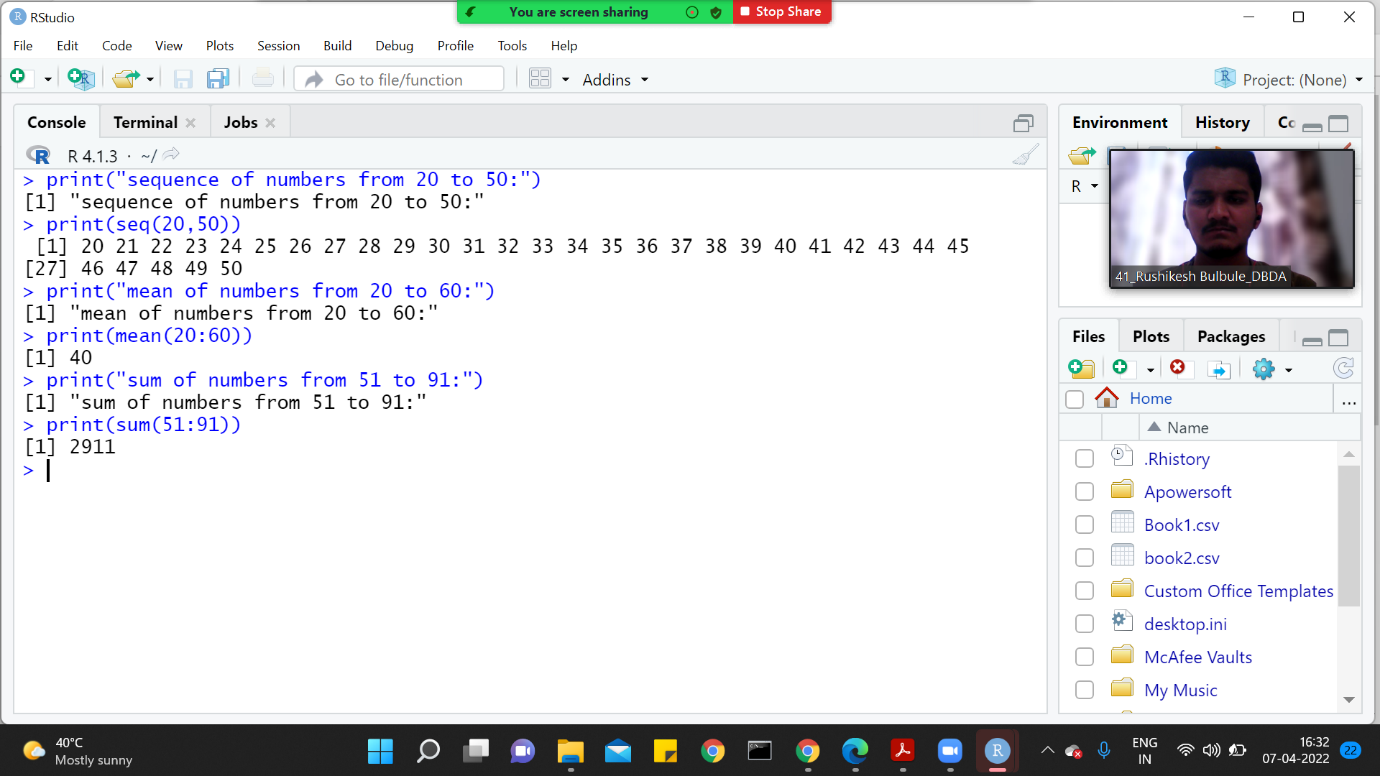 You are screen sharing
Stop Share
RStudio
File Edit Code View Plots Session Build Debug Profile Tools Help
Go to file/function
Addins
Project: (None)
Console Terminal Jobs
R 4.1.3 · ~/
> print("sequence of numbers from 20 to 50:")
[1] "sequence of numbers from 20 to 50:"
> print(seq(20,50))
[1] 20 21 22 23 24 25 26 27 28 29 30 31 32 33 34 35 36 37 38 39 40 41 42 43 44 45
[27] 46 47 48 49 50
> print("mean of numbers from 20 to 60:")
[1] "mean of numbers from 20 to 60:"
> print(mean(20:60))
[1] 40
> print("sum of numbers from 51 to 91:")
[1] "sum of numbers from 51 to 91:"
> print(sum(51:91))
[1] 2911
>
Environment History Co
R
41_Rushikesh Bulbule_DBDA
Files Plots Packages
Home
...
Name
.Rhistory
Apowersoft
Book1.csv
book2.csv
Custom Office Templates
desktop.ini
McAfee Vaults
My Music
40°C
Mostly sunny
ENG
IN
16:32
07-04-2022
22